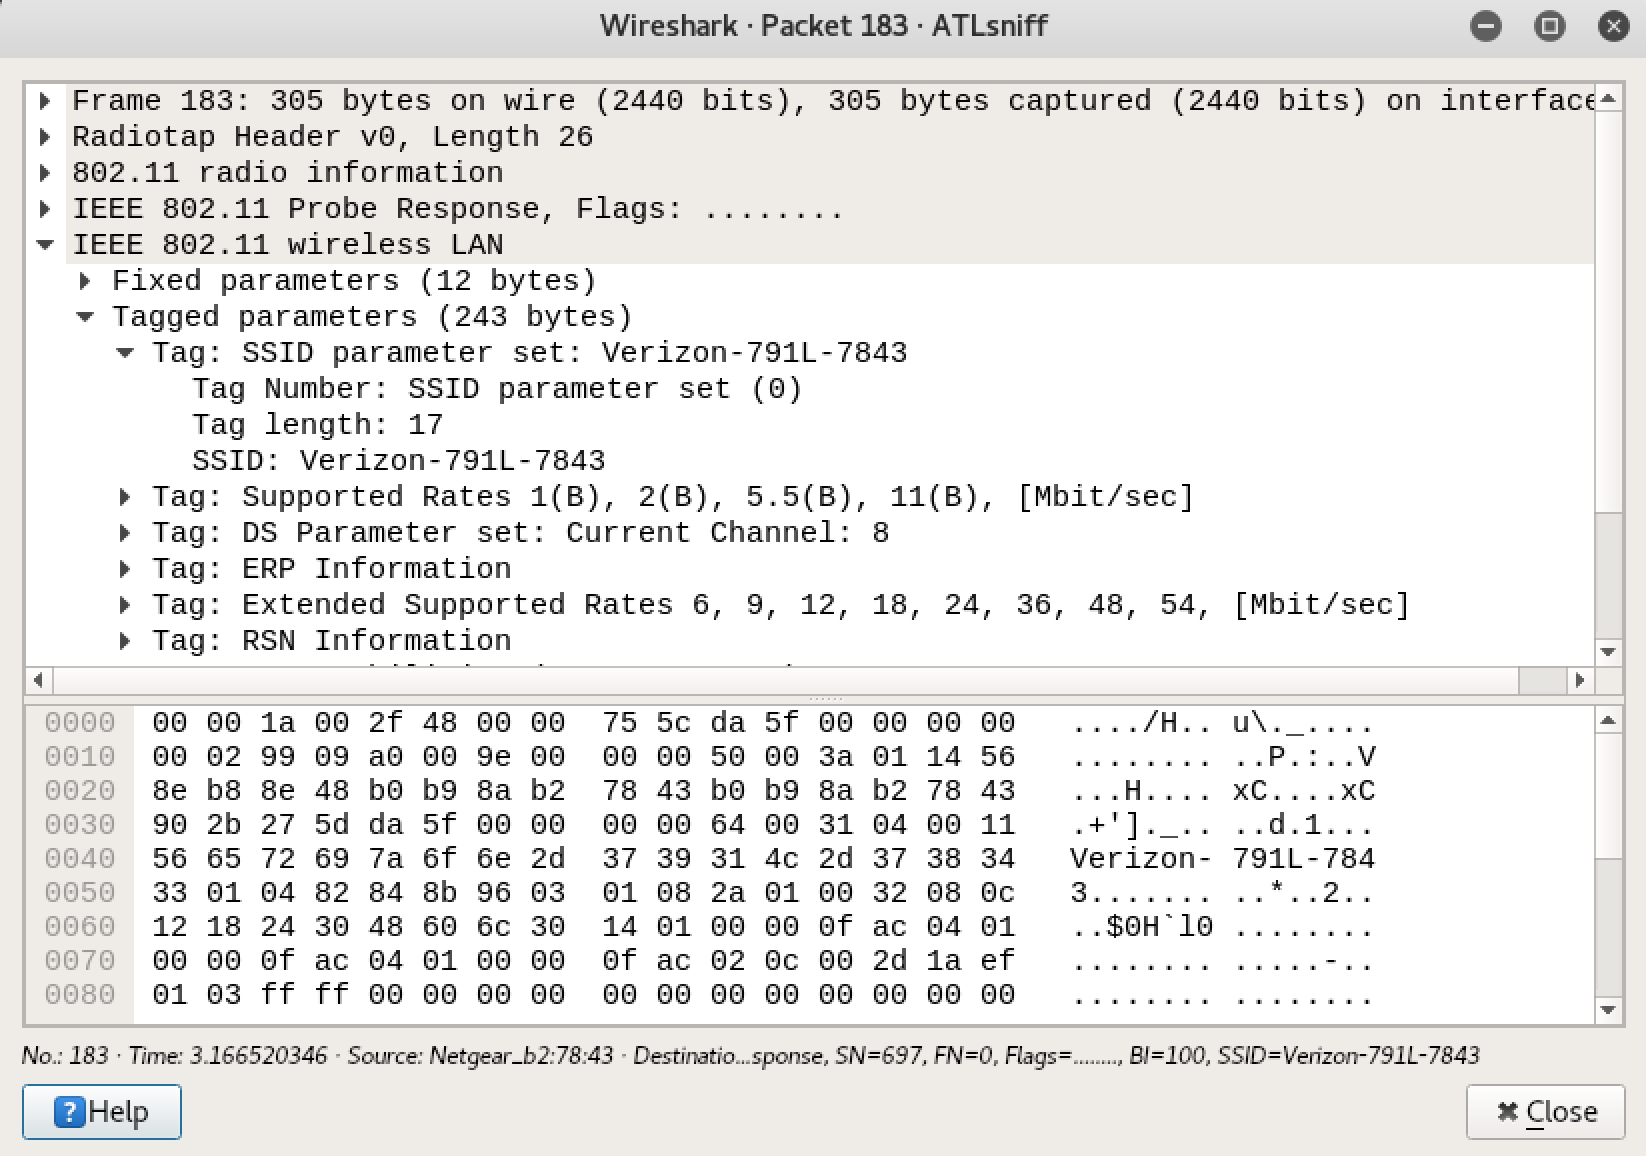 Wireshark · Packet 183 · ATLsniff
Frame 183: 305 bytes on wire (2440 bits), 305 bytes captured (2440 bits) on interface
Radiotap Header v0, Length 26
802.11 radio information
IEEE 802.11 Probe Response, Flags: ........
IEEE 802.11 wireless LAN
Fixed parameters (12 bytes)
Tagged parameters (243 bytes)
Tag: SSID parameter set: Verizon-791L-7843
Tag Number: SSID parameter set (0)
Tag length: 17
SSID: Verizon-791L-7843
Tag: Supported Rates 1(B), 2(B), 5.5(B), 11(B), [Mbit/sec]
Tag: DS Parameter set: Current Channel: 8
Tag: ERP Information
Tag: Extended Supported Rates 6, 9, 12, 18, 24, 36, 48, 54, [Mbit/sec]
Tag: RSN Information
0000 00 00 1a 00 2f 48 00 00 75 5c da 5f 00 00 00 00 ..../H.. u\._....
0010 00 02 99 09 a0 00 9e 00 00 00 50 00 3a 01 14 56 ........ ..P.:..V
0020 8e b8 8e 48 b0 b9 8a b2 78 43 b0 b9 8a b2 78 43 ...H.... xC....xC
0030 90 2b 27 5d da 5f 00 00 00 00 64 00 31 04 00 11 .+']._.. ..d.1...
0040 56 65 72 69 7a 6f 6e 2d 37 39 31 4c 2d 37 38 34 Verizon- 791L-784
0050 33 01 04 82 84 8b 96 03 01 08 2a 01 00 32 08 0c 3....... ..*..2..
0060 12 18 24 30 48 60 6c 30 14 01 00 00 0f ac 04 01 ..$0H`l0 ........
0070 00 00 0f ac 04 01 00 00 0f ac 02 0c 00 2d 1a ef ........ .....-..
0080 01 03 ff ff 00 00 00 00 00 00 00 00 00 00 00 00 ........ ........
No.: 183 · Time: 3.166520346 · Source: Netgear_b2:78:43 · Destinatio...sponse, SN=697, FN=0, Flags=........, BI=100, SSID=Verizon-791L-7843
Help
Close